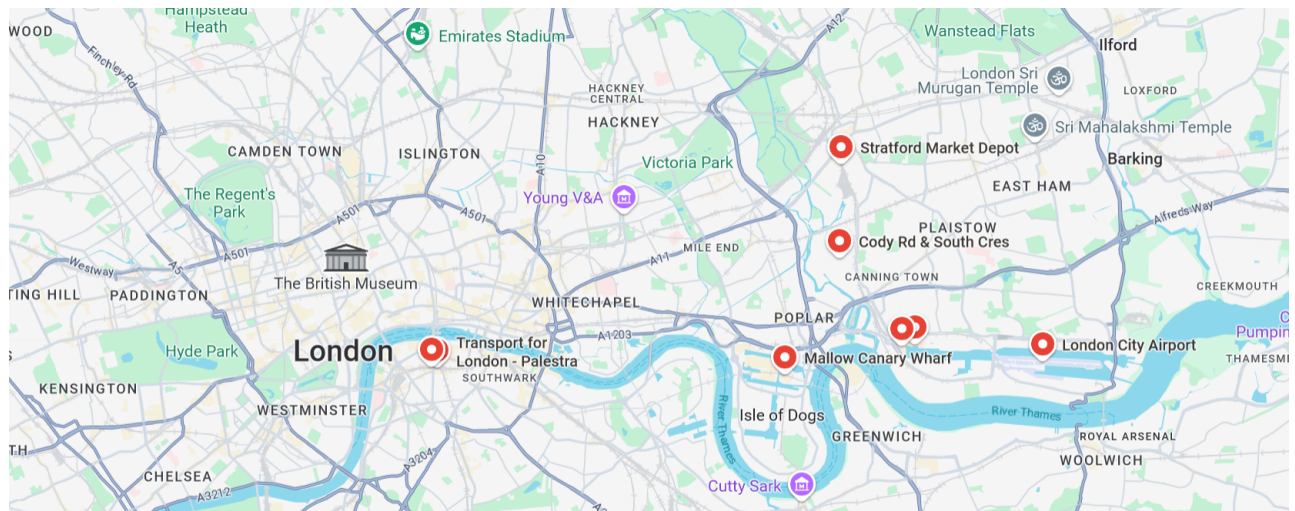 Hampstead
Heath
WOOD
Finchley Rd
Emirates Stadium
A12
Wanstead Flats
Ilford
London Sri
Murugan Temple
LOXFORD
HACKNEY
CENTRAL
HACKNEY
Sri Mahalakshmi Temple
CAMDEN TOWN
ISLINGTON
A10
Victoria Park
Stratford Market Depot
Barking
The Regent's
Park
Young V&A
EAST HAM
A501
A501
A501
Alfreds Way
PLAISTOW
Cody Rd & South Cres
MILE END
A11
Westway
A5
The British Museum
CANNING TOWN
TING HILL
PADDINGTON
WHITECHAPEL
CREEKMOUTH
POPLAR
A1203
Pumpin
Hyde Park
London
Transport for
London - Palestra
SOUTHWARK
Mallow Canary Wharf
London City Airport
THAMESME
KENSINGTON
WESTMINSTER
River Thames
Isle of Dogs
River Thames
GREENWICH
ROYAL ARSENAL
WOOLWICH
TH
A3204
CHELSEA
A3212
Cutty Sark